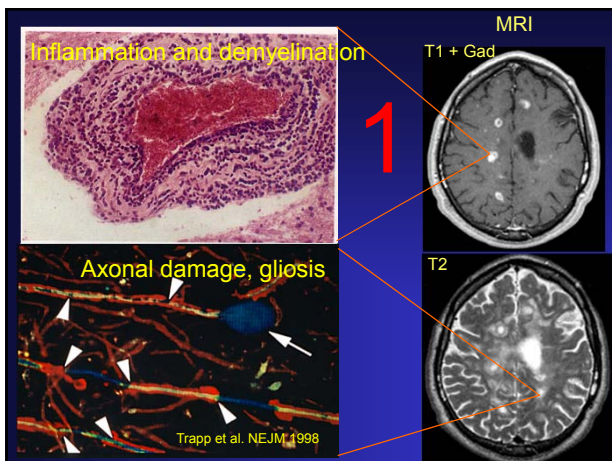 Inflammation and demyelination
MRI
T1 + Gad
1
Axonal damage, gliosis
T2
Trapp et al. NEJM 1998